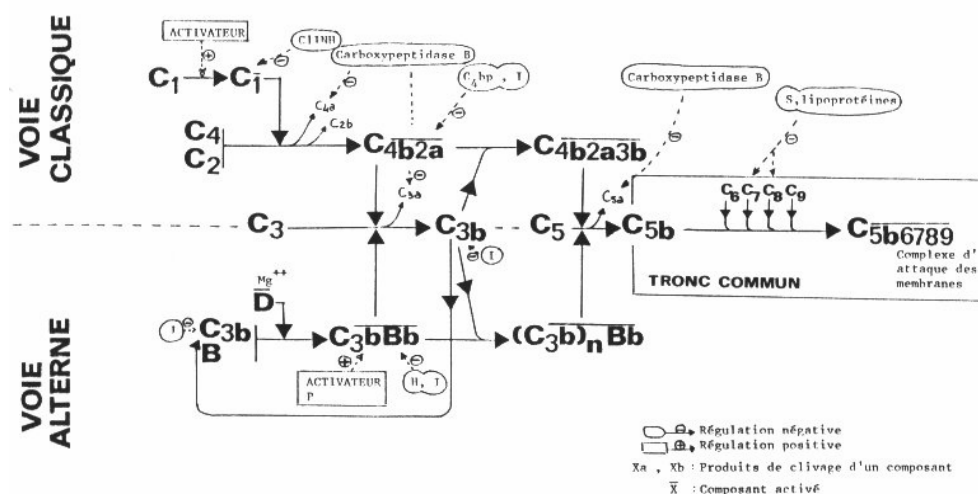 VOIE CLASSIQUE
ACTIVATEUR
⊕
C1INH
⊖
Carboxypeptidase B
⊖
C4bp , I
⊖
C1
C1̅
C4a
C2b
C4
C2
C4b2a
C4b2a3b
⊖
C3a
Carboxypeptidase B
⊖
C5a
S, lipoprotéines
⊖
C6 C7 C8 C9
C3
C3b
C5
C5b
C5b6789
Complexe d'
attaque des
membranes
TRONC COMMUN
⊖ I
VOIE ALTERNE
Mg++
D̅
I ⊖
C3b
B
C3bBb
(C3b)nBb
⊕
ACTIVATEUR
P
⊖
H, I
⊖ Régulation négative
⊕ Régulation positive
Xa , Xb : Produits de clivage d'un composant
X̅ : Composant activé